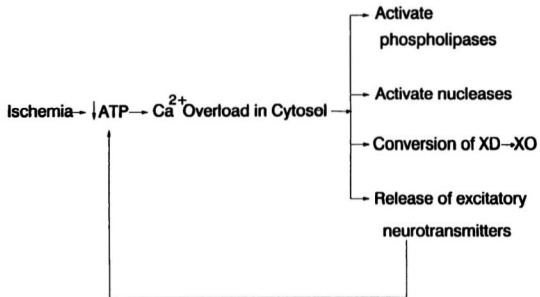 Activate
phospholipases
Activate nucleases
Ischemia→ ↓ATP→ Ca2+ Overload in Cytosol
Conversion of XD→XO
Release of excitatory
neurotransmitters